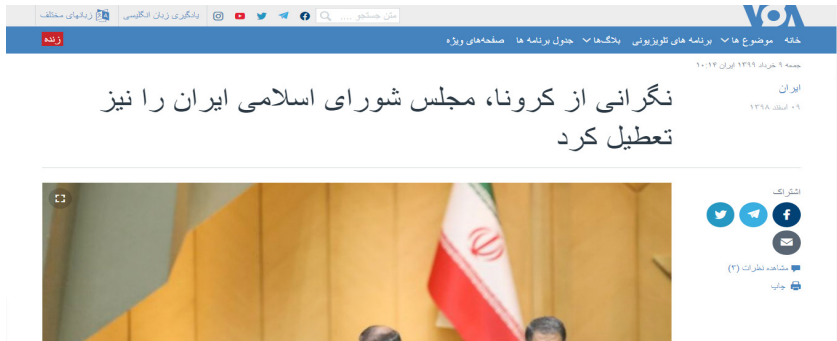 VOA
متن جستجو ....
یادگیری زبان انگلیسی
زبانهای مختلف
خانه موضوع ها برنامه های تلویزیونی بلاگ‌ها جدول برنامه ها صفحه‌های ویژه
زنده
جمعه ۹ خرداد ۱۳۹۹ ایران ۱۰:۱۴
ایران
۰۹ اسفند ۱۳۹۸
نگرانی از کرونا، مجلس شورای اسلامی ایران را نیز
تعطیل کرد
اشتراک
مشاهده نظرات (۳)
چاپ